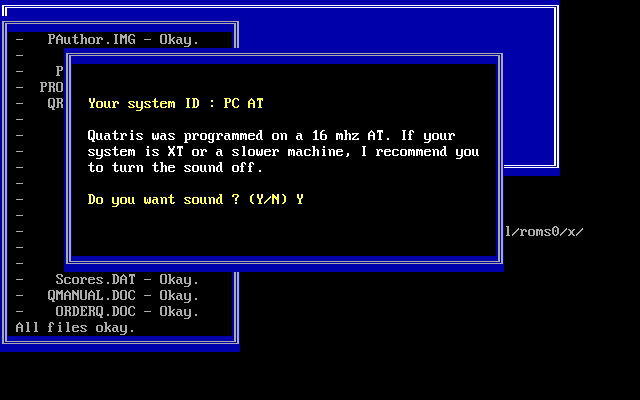 - PAuthor.IMG - Okay.
-
- P
- PRO
- QR
-
-
-
-
-
-
-
-
-
-
- Scores.DAT - Okay.
- QMANUAL.DOC - Okay.
- ORDERQ.DOC - Okay.
All files okay.
Your system ID : PC AT
Quatris was programmed on a 16 mhz AT. If your
system is XT or a slower machine, I recommend you
to turn the sound off.
Do you want sound ? (Y/N) Y
l/roms0/x/